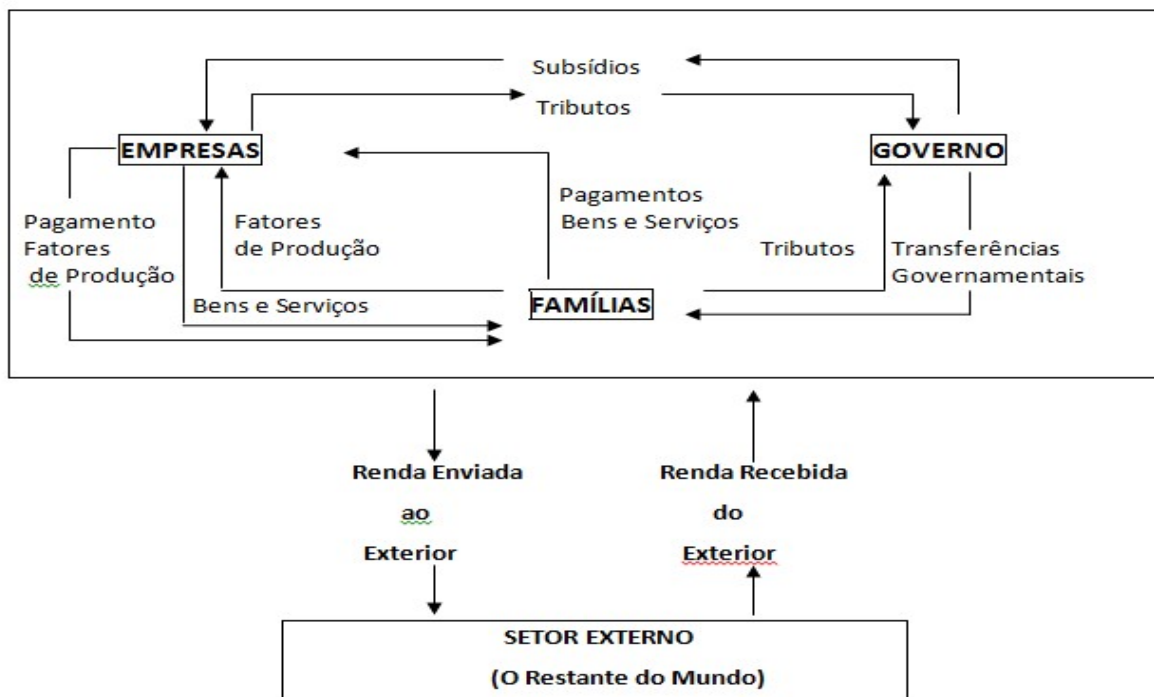 Subsídios
Tributos
EMPRESAS
GOVERNO
Pagamento
Fatores
de Produção
Fatores
de Produção
Pagamentos
Bens e Serviços
Tributos
Transferências
Governamentais
Bens e Serviços
FAMÍLIAS
Renda Enviada
ao
Exterior
Renda Recebida
do
Exterior
SETOR EXTERNO
(O Restante do Mundo)